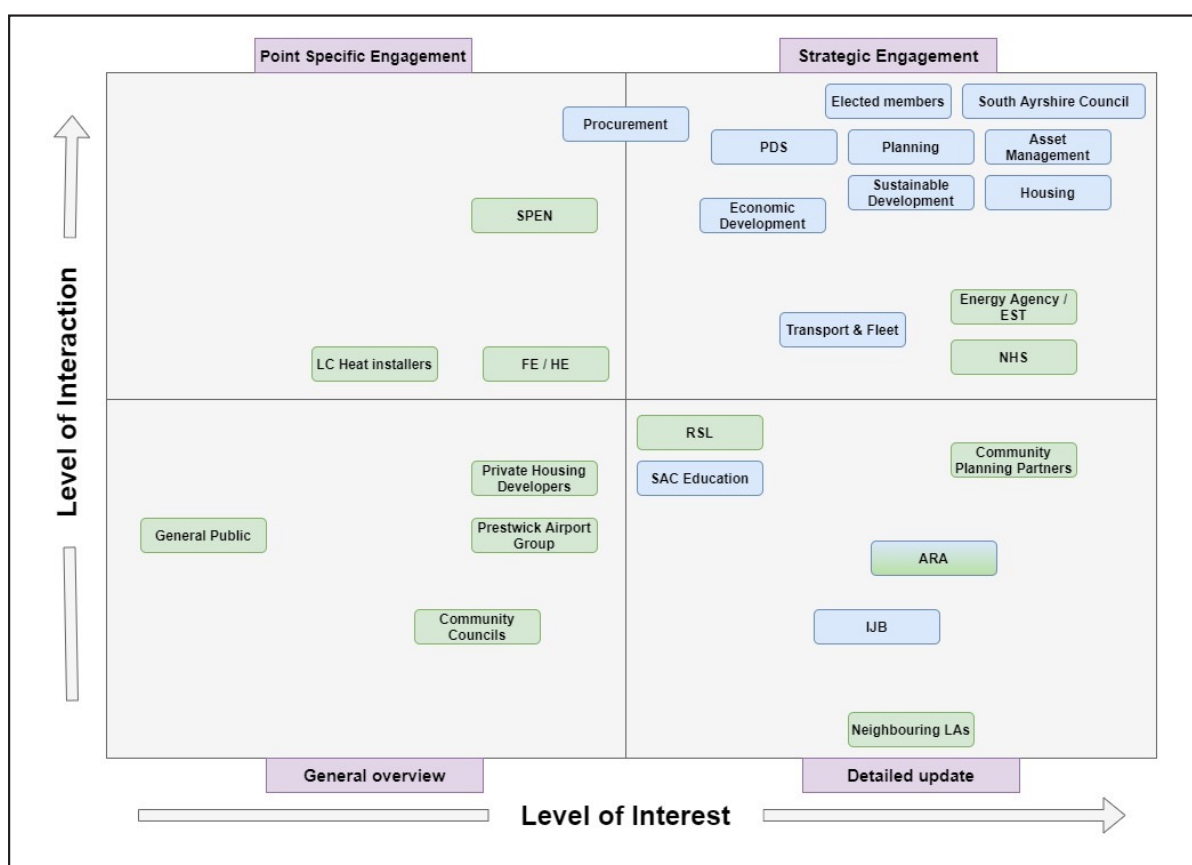 Point Specific Engagement
Strategic Engagement
Elected members
South Ayrshire Council
Procurement
PDS
Planning
Asset
Management
Sustainable
Development
Housing
SPEN
Economic
Development
Energy Agency /
EST
Transport & Fleet
NHS
LC Heat installers
FE / HE
Level of Interaction
RSL
Community
Planning Partners
Private Housing
Developers
SAC Education
General Public
Prestwick Airport
Group
ARA
Community
Councils
IJB
Neighbouring LAs
General overview
Detailed update
Level of Interest